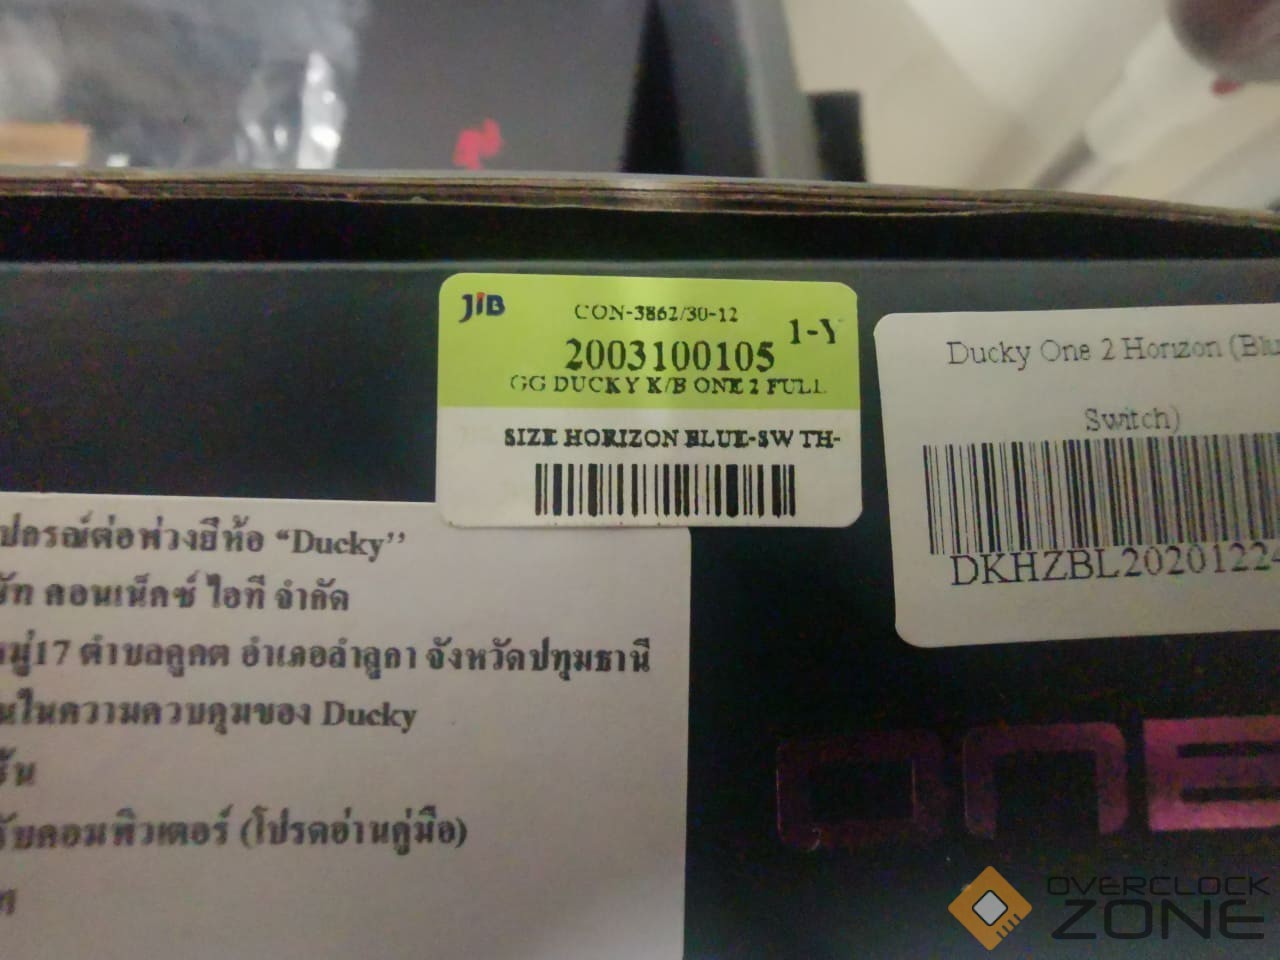 JIB
CON-3862/30-12
1-Y
2003100105
GG DUCKY K/B ONE 2 FULL
SIZE HORIZON BLUE-SW TH-
Ducky One 2 Horizon (Blu
Switch)
DKHZBL20201224
ปกรณ์ต่อพ่วงยี่ห้อ “Ducky”
ษัท คอนเน็คซ์ ไอที จำกัด
หมู่17 ตำบลคูคต อำเภอลำลูกกา จังหวัดปทุมธานี
ในความควบคุมของ Ducky
รับคอมพิวเตอร์ (โปรดอ่านคู่มือ)
ONE
OVERCLOCK
ZONE